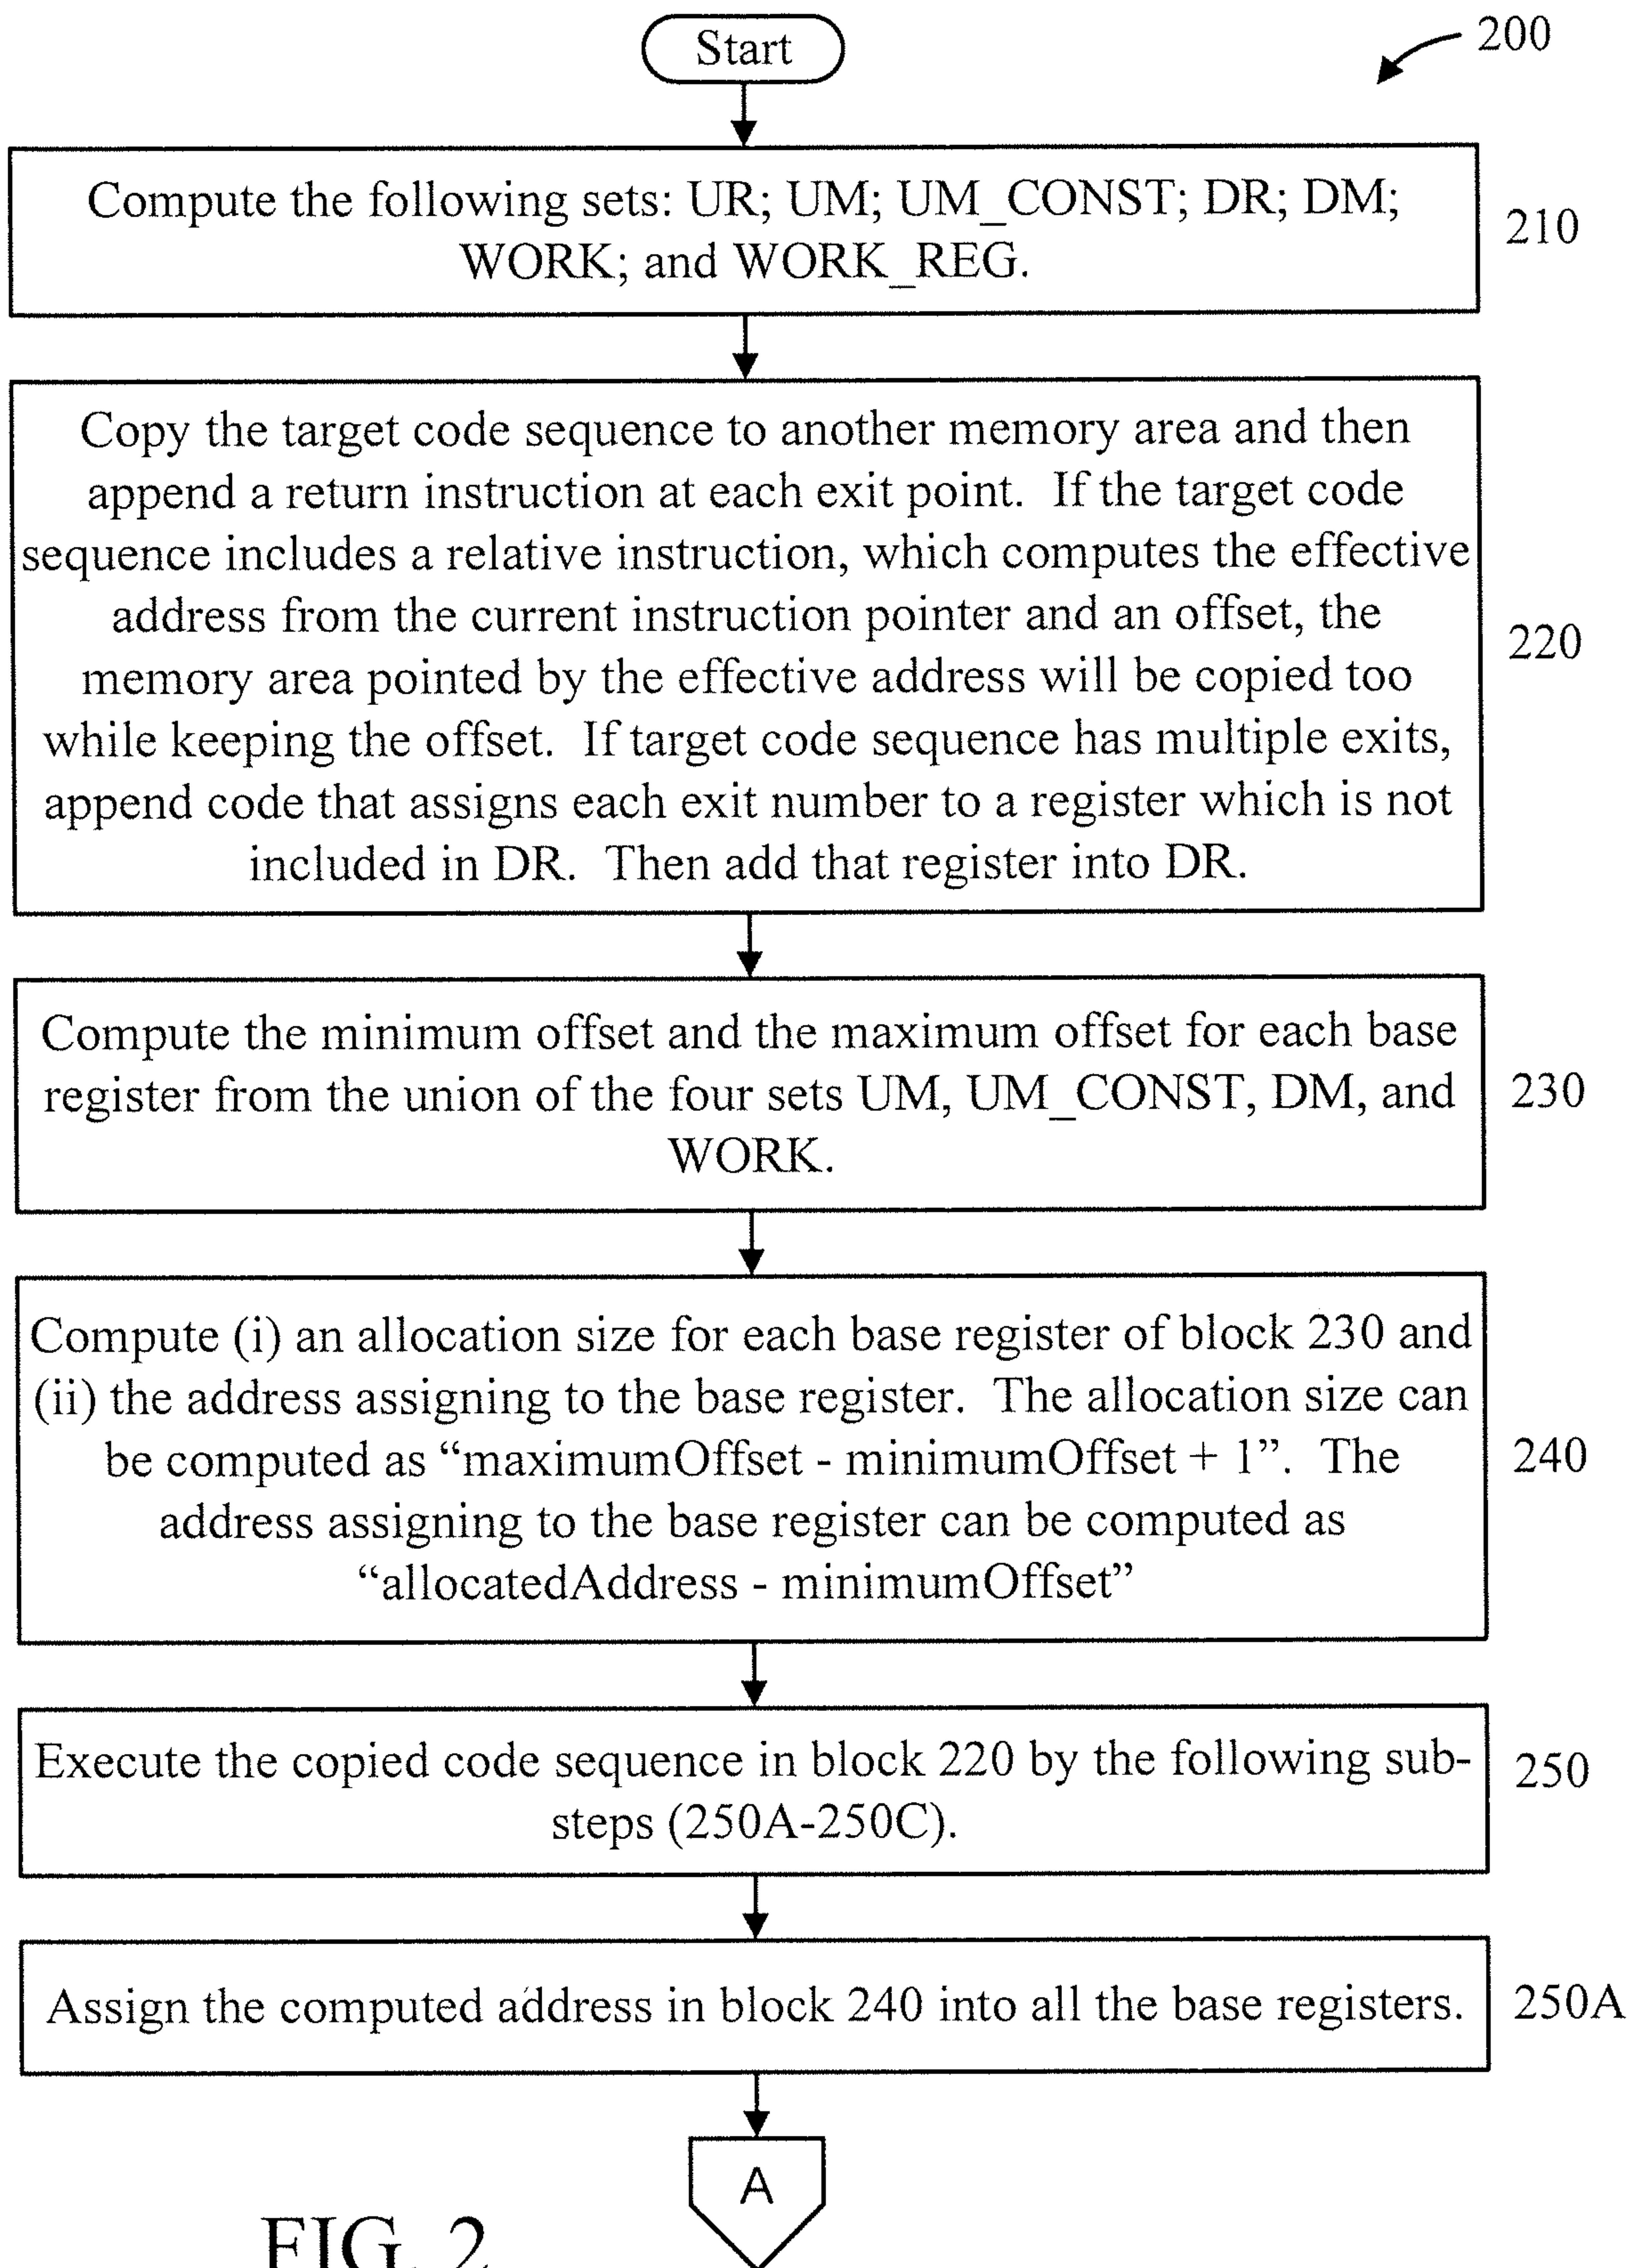 Start
200
Compute the following sets: UR; UM; UM_CONST; DR; DM;
WORK; and WORK_REG.
210
Copy the target code sequence to another memory area and then
append a return instruction at each exit point. If the target code
sequence includes a relative instruction, which computes the effective
address from the current instruction pointer and an offset, the
memory area pointed by the effective address will be copied too
while keeping the offset. If target code sequence has multiple exits,
append code that assigns each exit number to a register which is not
included in DR. Then add that register into DR.
220
Compute the minimum offset and the maximum offset for each base
register from the union of the four sets UM, UM_CONST, DM, and
WORK.
230
Compute (i) an allocation size for each base register of block 230 and
(ii) the address assigning to the base register. The allocation size can
be computed as “maximumOffset - minimumOffset + 1”. The
address assigning to the base register can be computed as
“allocatedAddress - minimumOffset”
240
Execute the copied code sequence in block 220 by the following sub-
steps (250A-250C).
250
Assign the computed address in block 240 into all the base registers.
250A
A
FIG. 2